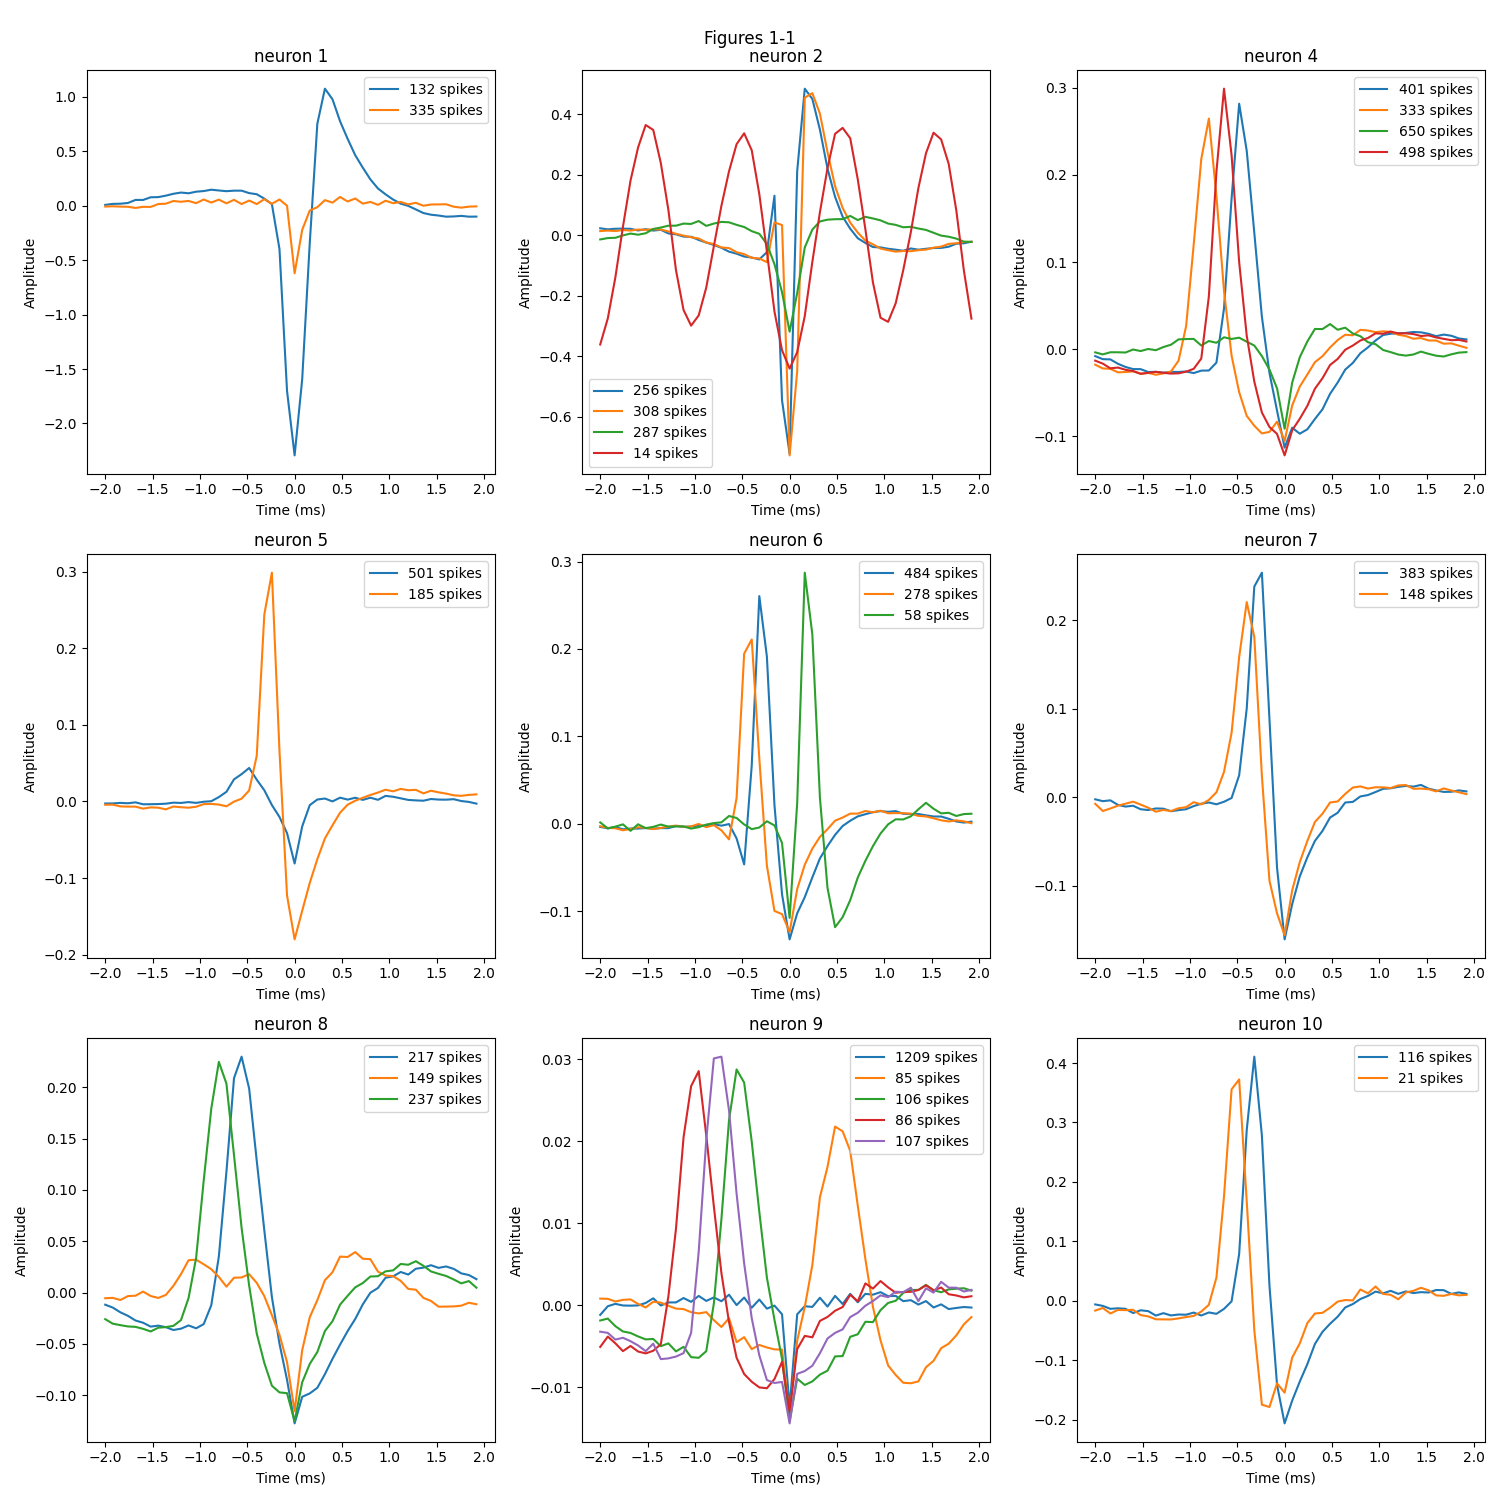 Figures 1-1
neuron 1
1.0
0.5
0.0
−0.5
−1.0
−1.5
−2.0
Amplitude
−2.0 −1.5 −1.0 −0.5 0.0 0.5 1.0 1.5 2.0
Time (ms)
132 spikes
335 spikes
neuron 2
0.4
0.2
0.0
−0.2
−0.4
−0.6
Amplitude
−2.0 −1.5 −1.0 −0.5 0.0 0.5 1.0 1.5 2.0
Time (ms)
256 spikes
308 spikes
287 spikes
14 spikes
neuron 4
0.3
0.2
0.1
0.0
−0.1
Amplitude
−2.0 −1.5 −1.0 −0.5 0.0 0.5 1.0 1.5 2.0
Time (ms)
401 spikes
333 spikes
650 spikes
498 spikes
neuron 5
0.3
0.2
0.1
0.0
−0.1
−0.2
Amplitude
−2.0 −1.5 −1.0 −0.5 0.0 0.5 1.0 1.5 2.0
Time (ms)
501 spikes
185 spikes
neuron 6
0.3
0.2
0.1
0.0
−0.1
Amplitude
−2.0 −1.5 −1.0 −0.5 0.0 0.5 1.0 1.5 2.0
Time (ms)
484 spikes
278 spikes
58 spikes
neuron 7
0.2
0.1
0.0
−0.1
Amplitude
−2.0 −1.5 −1.0 −0.5 0.0 0.5 1.0 1.5 2.0
Time (ms)
383 spikes
148 spikes
neuron 8
0.20
0.15
0.10
0.05
0.00
−0.05
−0.10
Amplitude
−2.0 −1.5 −1.0 −0.5 0.0 0.5 1.0 1.5 2.0
Time (ms)
217 spikes
149 spikes
237 spikes
neuron 9
0.03
0.02
0.01
0.00
−0.01
Amplitude
−2.0 −1.5 −1.0 −0.5 0.0 0.5 1.0 1.5 2.0
Time (ms)
1209 spikes
85 spikes
106 spikes
86 spikes
107 spikes
neuron 10
0.4
0.3
0.2
0.1
0.0
−0.1
−0.2
Amplitude
−2.0 −1.5 −1.0 −0.5 0.0 0.5 1.0 1.5 2.0
Time (ms)
116 spikes
21 spikes